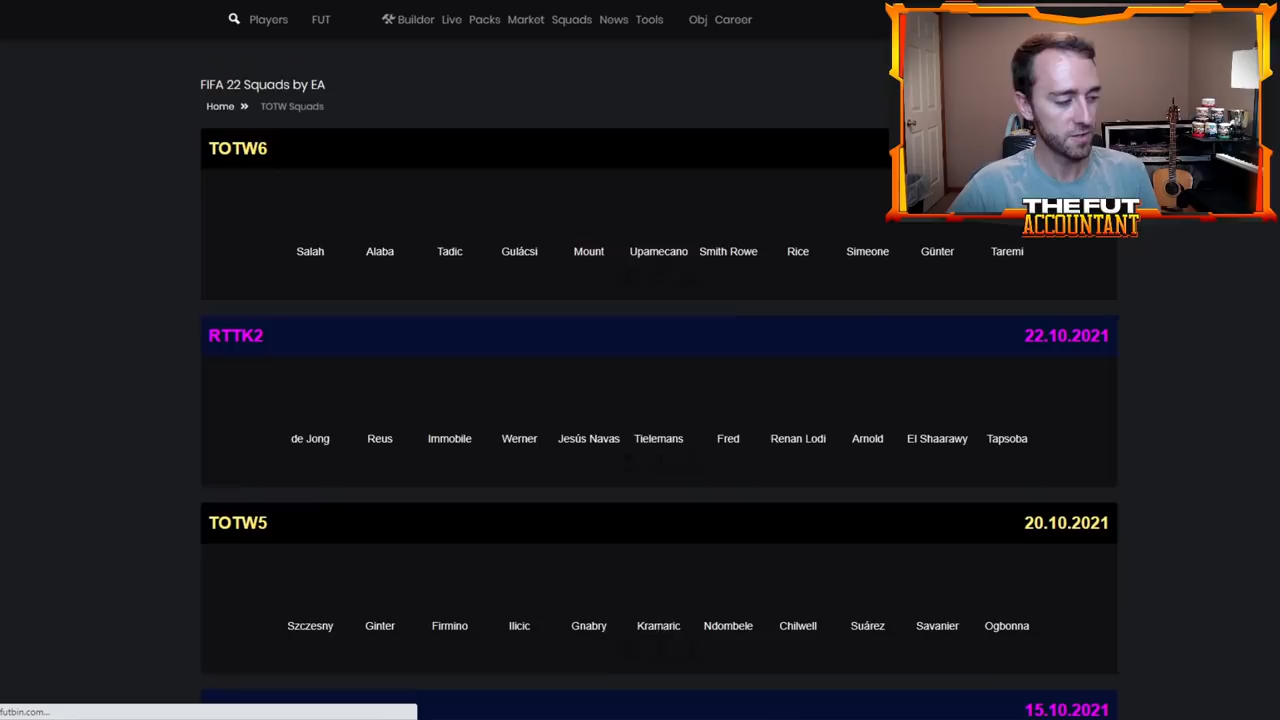 Players FUT 🛠Builder Live Packs Market Squads News Tools Obj Career
FIFA 22 Squads by EA
Home » TOTW Squads
TOTW6
Salah Alaba Tadic Gulácsi Mount Upamecano Smith Rowe Rice Simeone Günter Taremi
THE FUT
ACCOUNTANT
RTTK2 22.10.2021
de Jong Reus Immobile Werner Jesús Navas Tielemans Fred Renan Lodi Arnold El Shaarawy Tapsoba
TOTW5 20.10.2021
Szczesny Ginter Firmino Ilicic Gnabry Kramaric Ndombele Chilwell Suárez Savanier Ogbonna
15.10.2021
futbin.com...